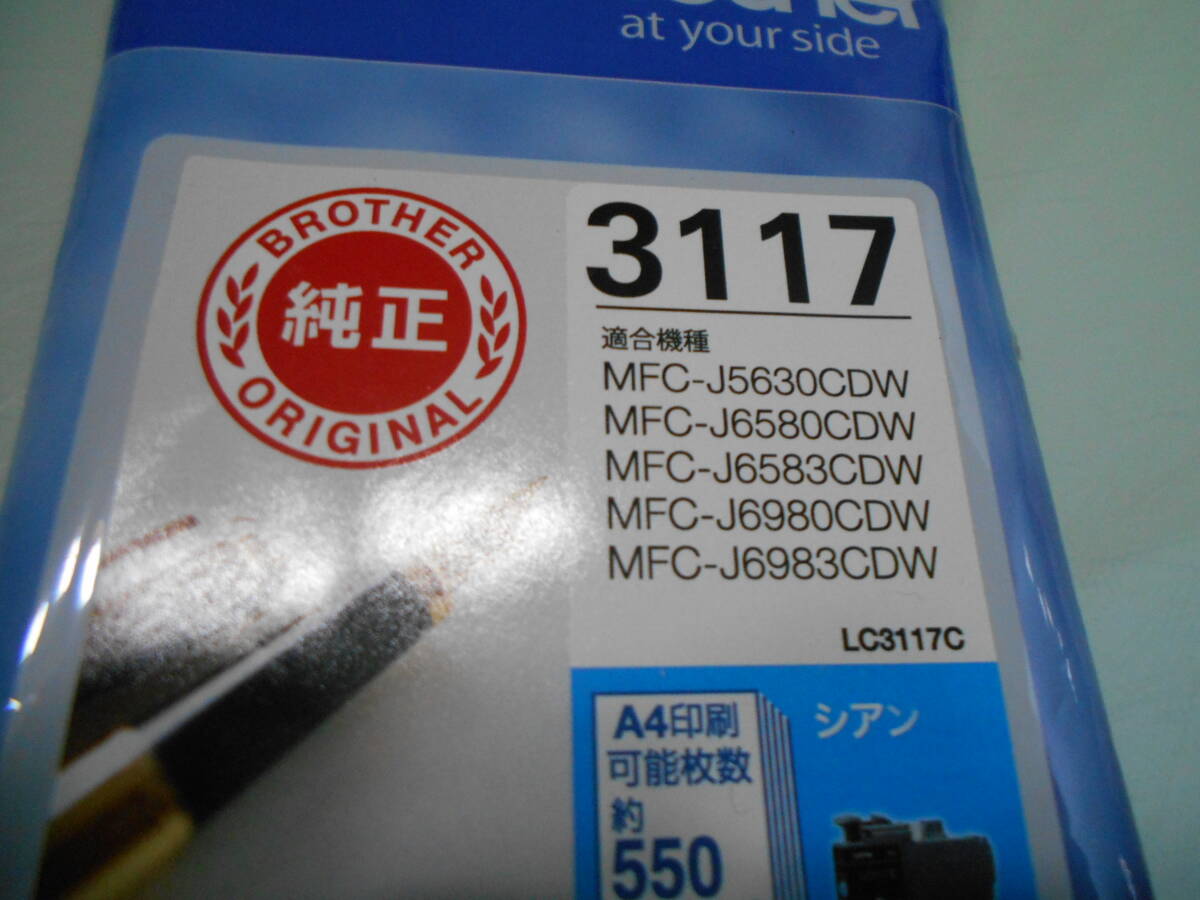 at your side
BROTHER
純正
ORIGINAL
3117
適合機種
MFC-J5630CDW
MFC-J6580CDW
MFC-J6583CDW
MFC-J6980CDW
MFC-J6983CDW
LC3117C
A4印刷
可能枚数
約
550
シアン